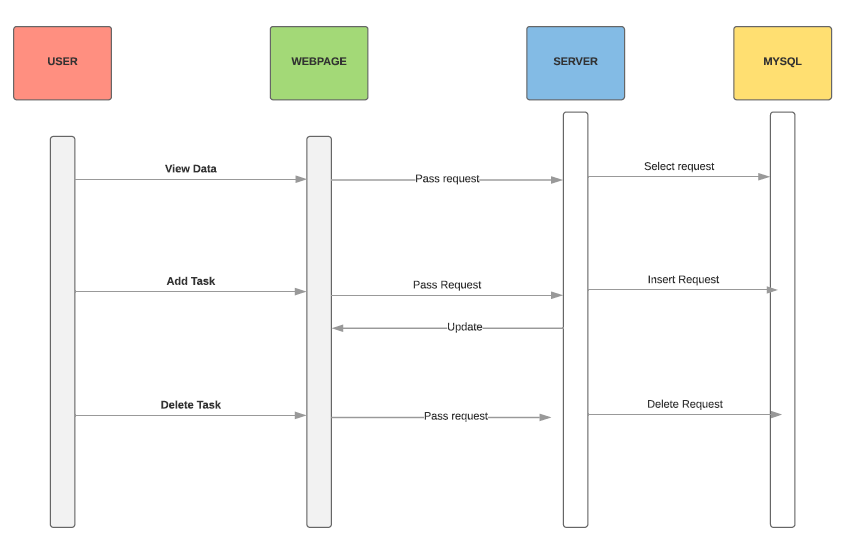 USER
WEBPAGE
SERVER
MYSQL
View Data
Pass request
Select request
Add Task
Pass Request
Insert Request
Update
Delete Task
Pass request
Delete Request